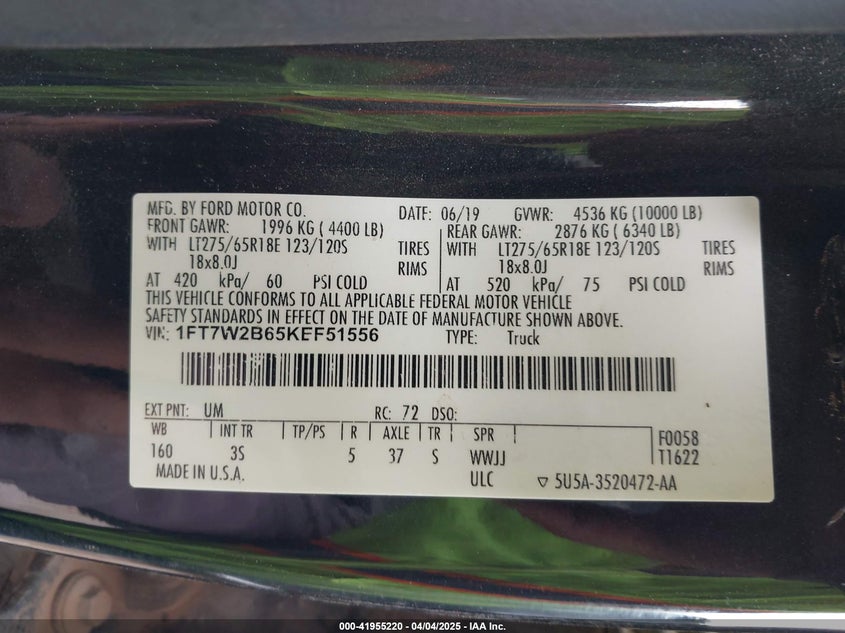 MFD. BY FORD MOTOR CO. DATE: 06/19 GVWR: 4536 KG (10000 LB)
FRONT GAWR: 1996 KG ( 4400 LB) REAR GAWR: 2876 KG ( 6340 LB)
WITH LT275/65R18E 123/120S TIRES WITH LT275/65R18E 123/120S TIRES
18x8.0J RIMS 18x8.0J RIMS
AT 420 kPa/ 60 PSI COLD AT 520 kPa/ 75 PSI COLD
THIS VEHICLE CONFORMS TO ALL APPLICABLE FEDERAL MOTOR VEHICLE
SAFETY STANDARDS IN EFFECT ON THE DATE OF MANUFACTURE SHOWN ABOVE.
VIN: 1FT7W2B65KEF51556 TYPE: Truck
EXT PNT: UM RC: 72 DSO:
WB INT TR TP/PS R AXLE TR SPR F0058
160 3S 5 37 S WWJJ T1622
MADE IN U.S.A. ULC ▽ 5U5A-3520472-AA
000-41955220 - 04/04/2025 - IAA Inc.